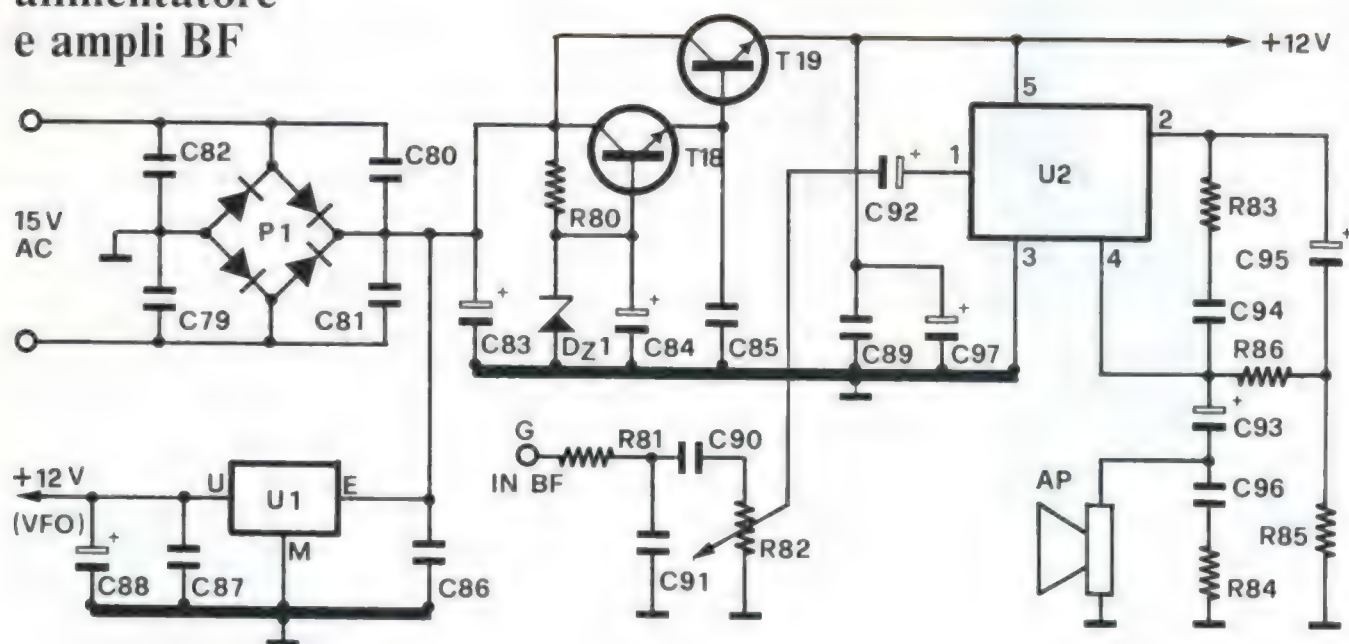 alimentatore
e ampli BF
T19
+12V
5
C82
C80
T18
1
2
U2
C92
R83
15V
AC
P1
R80
3
4
C95
C79
C81
C94
C83
DZ1
C84
C85
C89
C97
R86
G
R81
C90
C93
IN BF
+12V
U
U1
E
AP
C96
(VFO)
M
R82
R85
C88
C87
C86
C91
R84